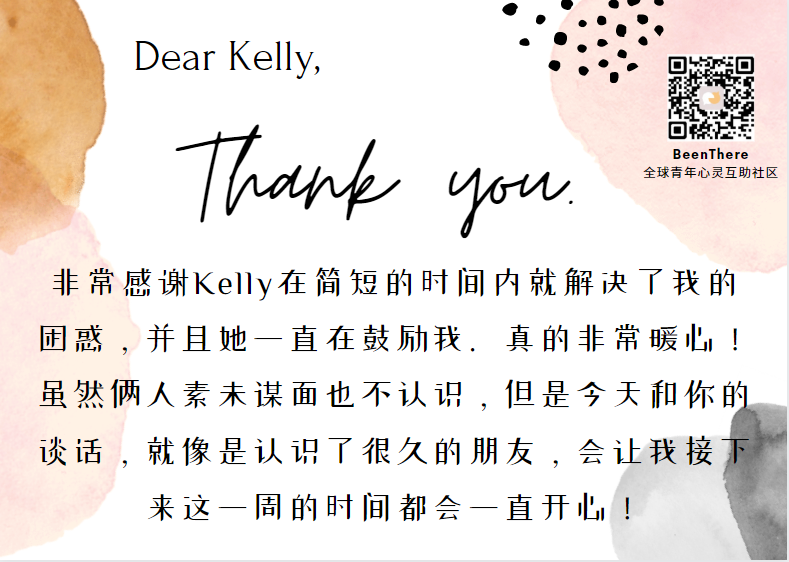 Dear Kelly,
Thank you.
BeenThere
全球青年心灵互助社区
非常感谢Kelly在简短的时间内就解决了我的
困惑，并且她一直在鼓励我．真的非常暖心！
虽然俩人素未谋面也不认识，但是今天和你的
谈话，就像是认识了很久的朋友，会让我接下
来这一周的时间都会一直开心！